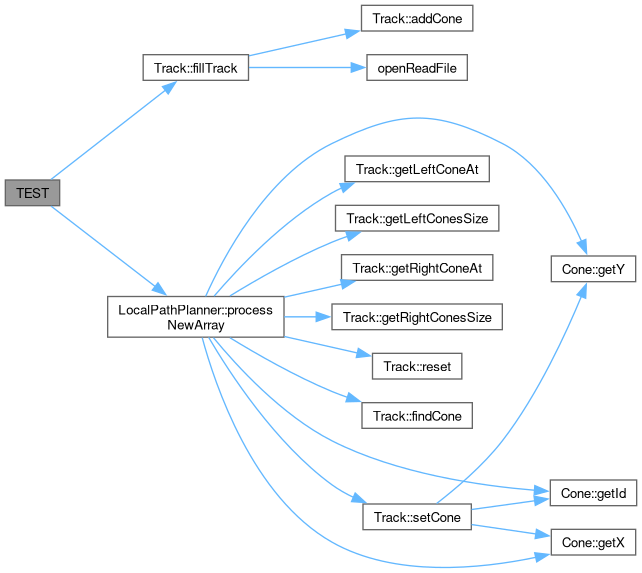 Track::addCone
Track::fillTrack
openReadFile
Track::getLeftConeAt
TEST
Track::getLeftConesSize
Track::getRightConeAt
Cone::getY
LocalPathPlanner::process
NewArray
Track::getRightConesSize
Track::reset
Track::findCone
Cone::getId
Track::setCone
Cone::getX